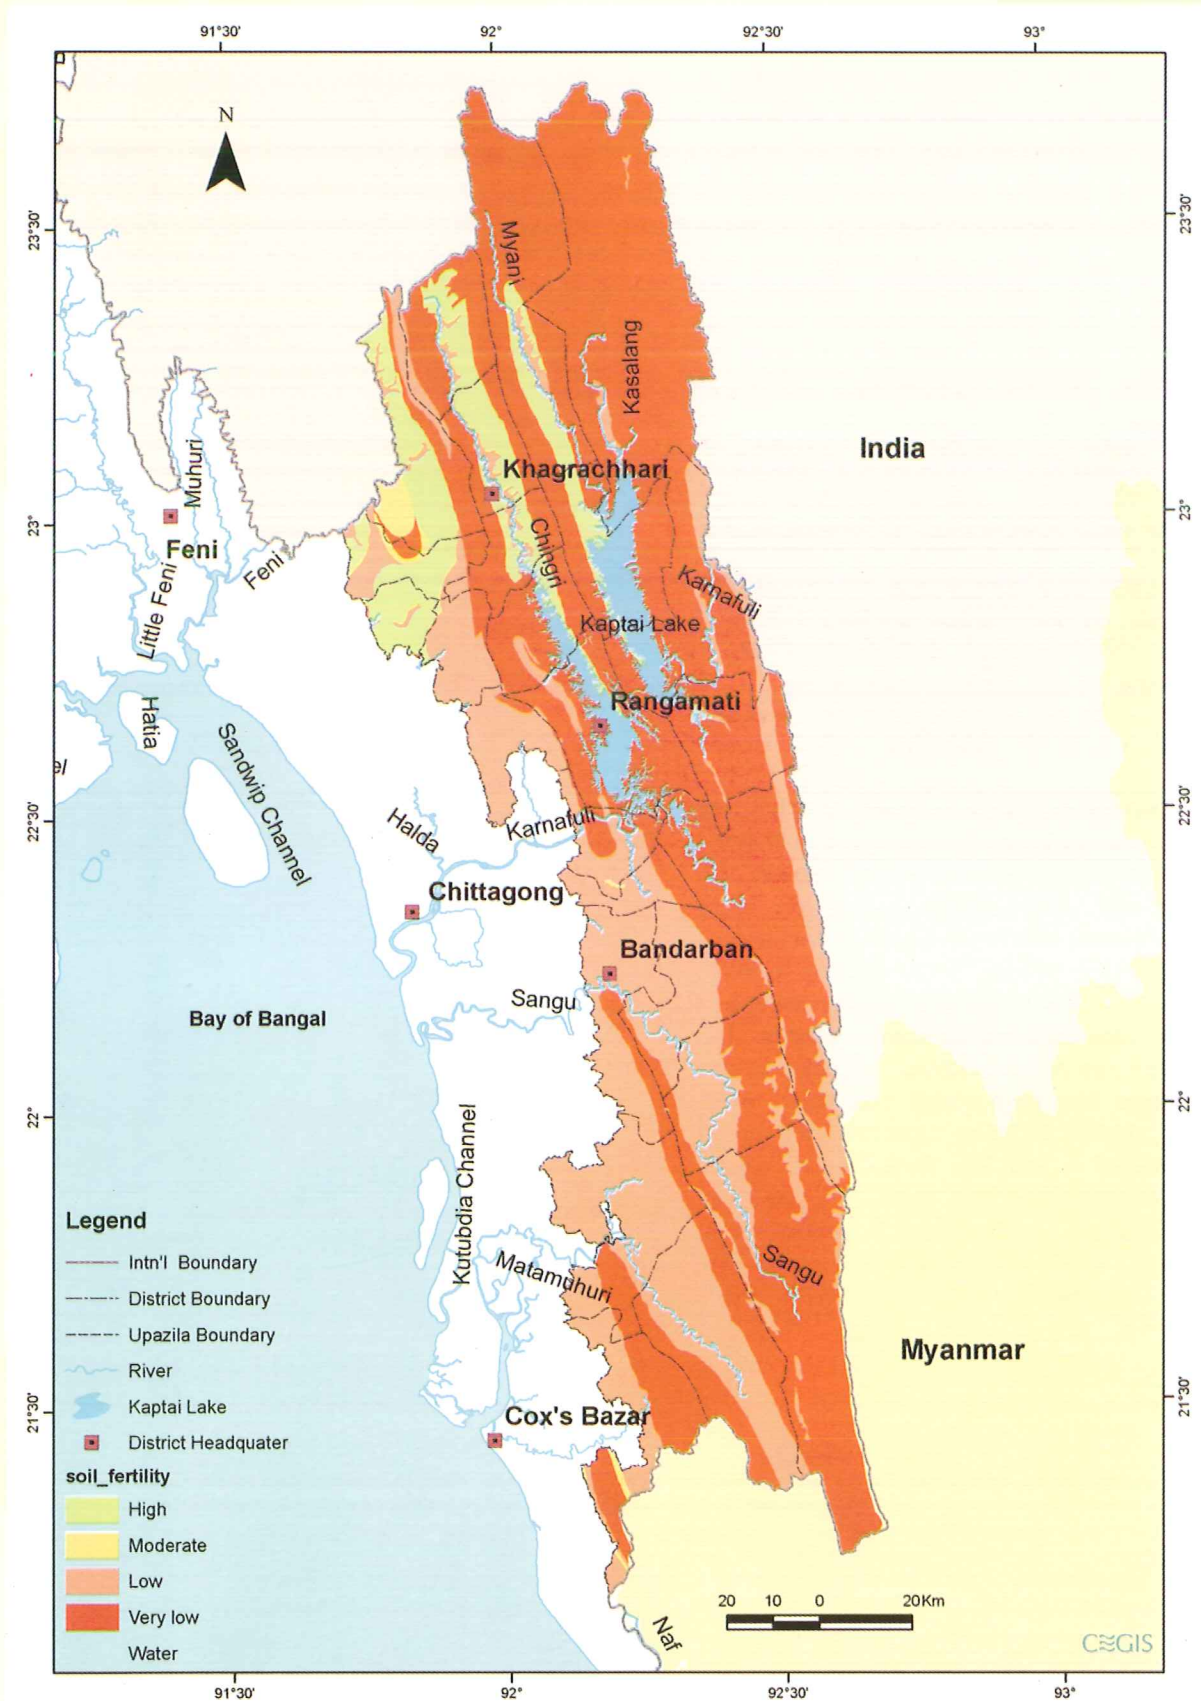 91°30'
92°
92°30'
93°
N
23°30'
23°30'
Myani
Kasalang
India
Khagrachhari
Muhuri
23°
23°
Feni
Feni
Little Feni
Chingri
Karnafuli
Kaptai Lake
Rangamati
Hatia
Sandwip Channel
el
22°30'
22°30'
Halda
Karnafuli
Chittagong
Bandarban
Sangu
Bay of Bangal
22°
22°
Kutubdia Channel
Legend
Intn'l Boundary
District Boundary
Upazila Boundary
River
Kaptai Lake
District Headquater
soil_fertility
High
Moderate
Low
Very low
Water
Matamuhuri
Sangu
Myanmar
21°30'
21°30'
Cox's Bazar
20 10 0 20Km
Naf
CEGIS
91°30'
92°
92°30'
93°